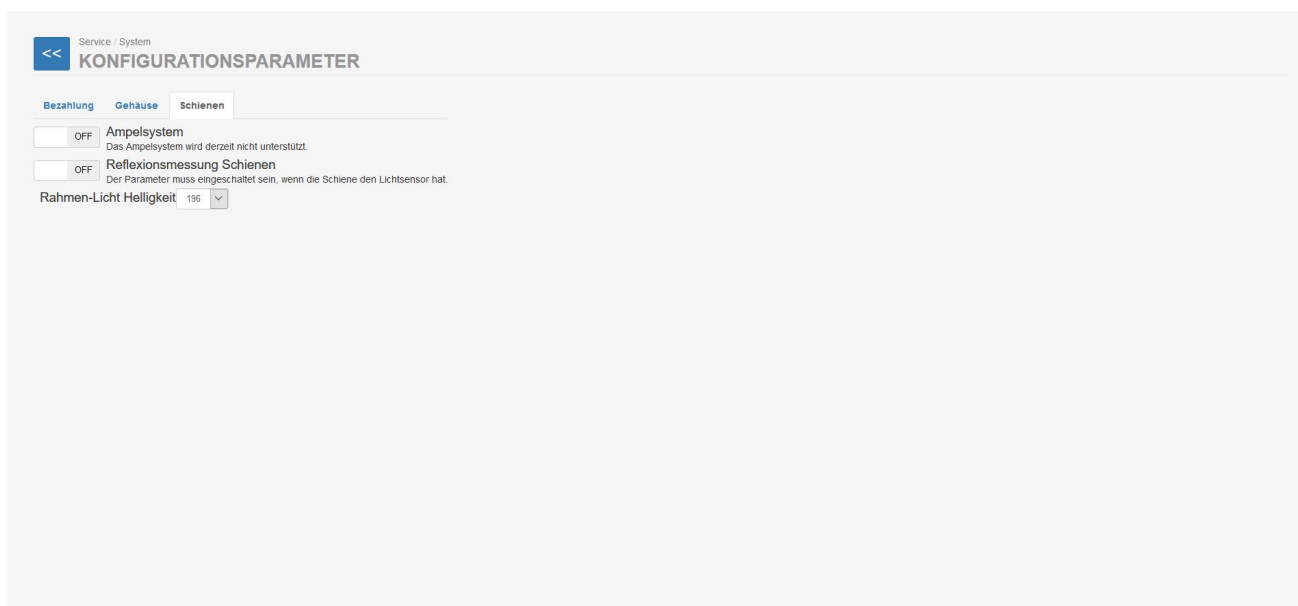 <<
Service / System
KONFIGURATIONSPARAMETER
Bezahlung Gehäuse Schienen
OFF Ampelsystem
Das Ampelsystem wird derzeit nicht unterstützt.
OFF Reflexionsmessung Schienen
Der Parameter muss eingeschaltet sein, wenn die Schiene den Lichtsensor hat.
Rahmen-Licht Helligkeit 196